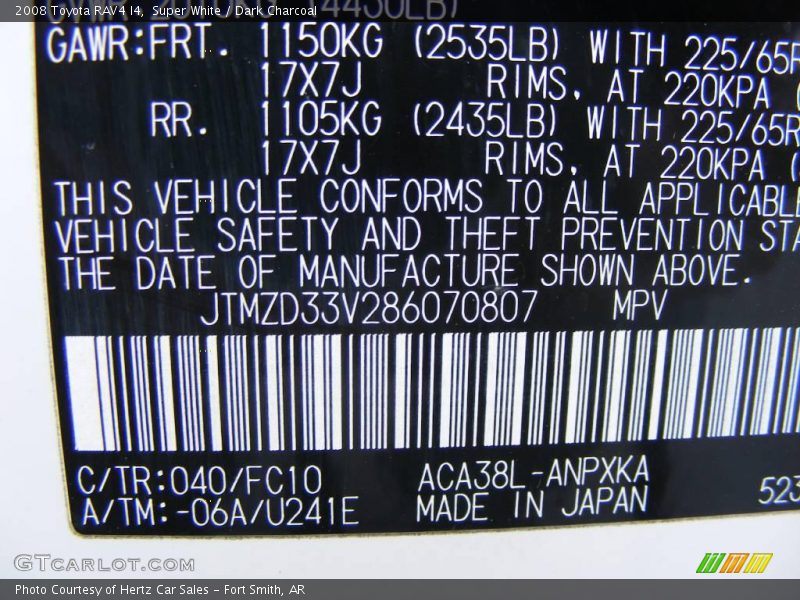 2008 Toyota RAV4 I4, Super White / Dark Charcoal
GAWR:FRT. 1150KG (2535LB) WITH 225/65R
17X7J RIMS, AT 220KPA (
RR. 1105KG (2435LB) WITH 225/65R
17X7J RIMS, AT 220KPA (
THIS VEHICLE CONFORMS TO ALL APPLICABLE
VEHICLE SAFETY AND THEFT PREVENTION STA
THE DATE OF MANUFACTURE SHOWN ABOVE.
JTMZD33V286070807 MPV
C/TR:040/FC10 ACA38L-ANPXKA
A/TM:-06A/U241E MADE IN JAPAN 523
GTCARLOT.COM
Photo Courtesy of Hertz Car Sales - Fort Smith, AR